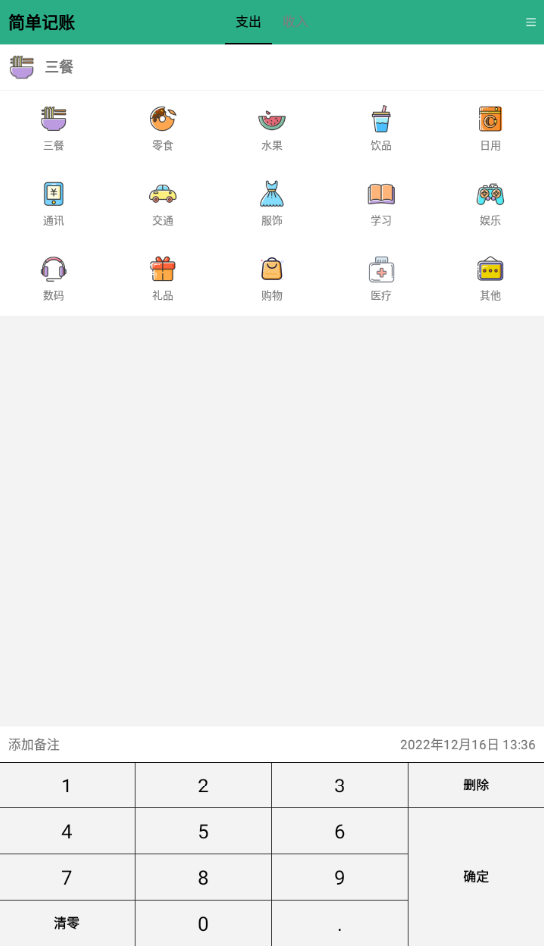 简单记账 支出 收入
三餐
三餐 零食 水果 饮品 日用
通讯 交通 服饰 学习 娱乐
数码 礼品 购物 医疗 其他
添加备注 2022年12月16日 13:36
1 2 3 删除
4 5 6
7 8 9 确定
清零 0 .